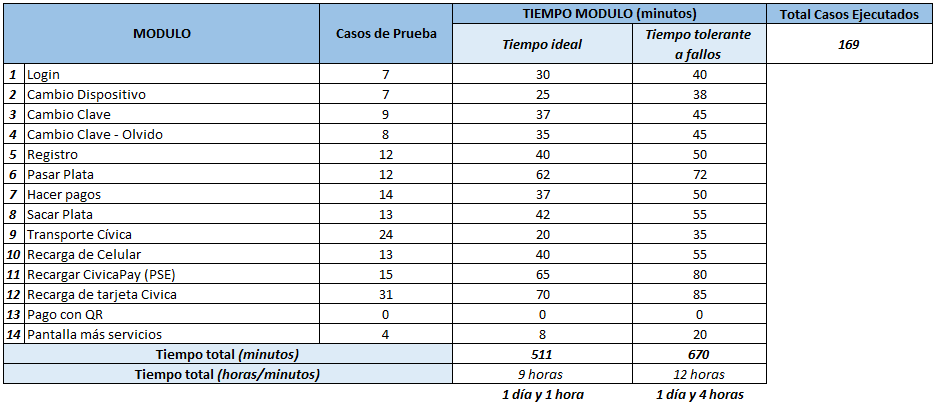 MODULO Casos de Prueba TIEMPO MODULO (minutos) Total Casos Ejecutados
Tiempo ideal Tiempo tolerante a fallos 169
1 Login 7 30 40
2 Cambio Dispositivo 7 25 38
3 Cambio Clave 9 37 45
4 Cambio Clave - Olvido 8 35 45
5 Registro 12 40 50
6 Pasar Plata 12 62 72
7 Hacer pagos 14 37 50
8 Sacar Plata 13 42 55
9 Transporte Cívica 24 20 35
10 Recarga de Celular 13 40 55
11 Recargar CivicaPay (PSE) 15 65 80
12 Recarga de tarjeta Civica 31 70 85
13 Pago con QR 0 0 0
14 Pantalla más servicios 4 8 20
Tiempo total (minutos) 511 670
Tiempo total (horas/minutos) 9 horas 12 horas
1 día y 1 hora 1 día y 4 horas